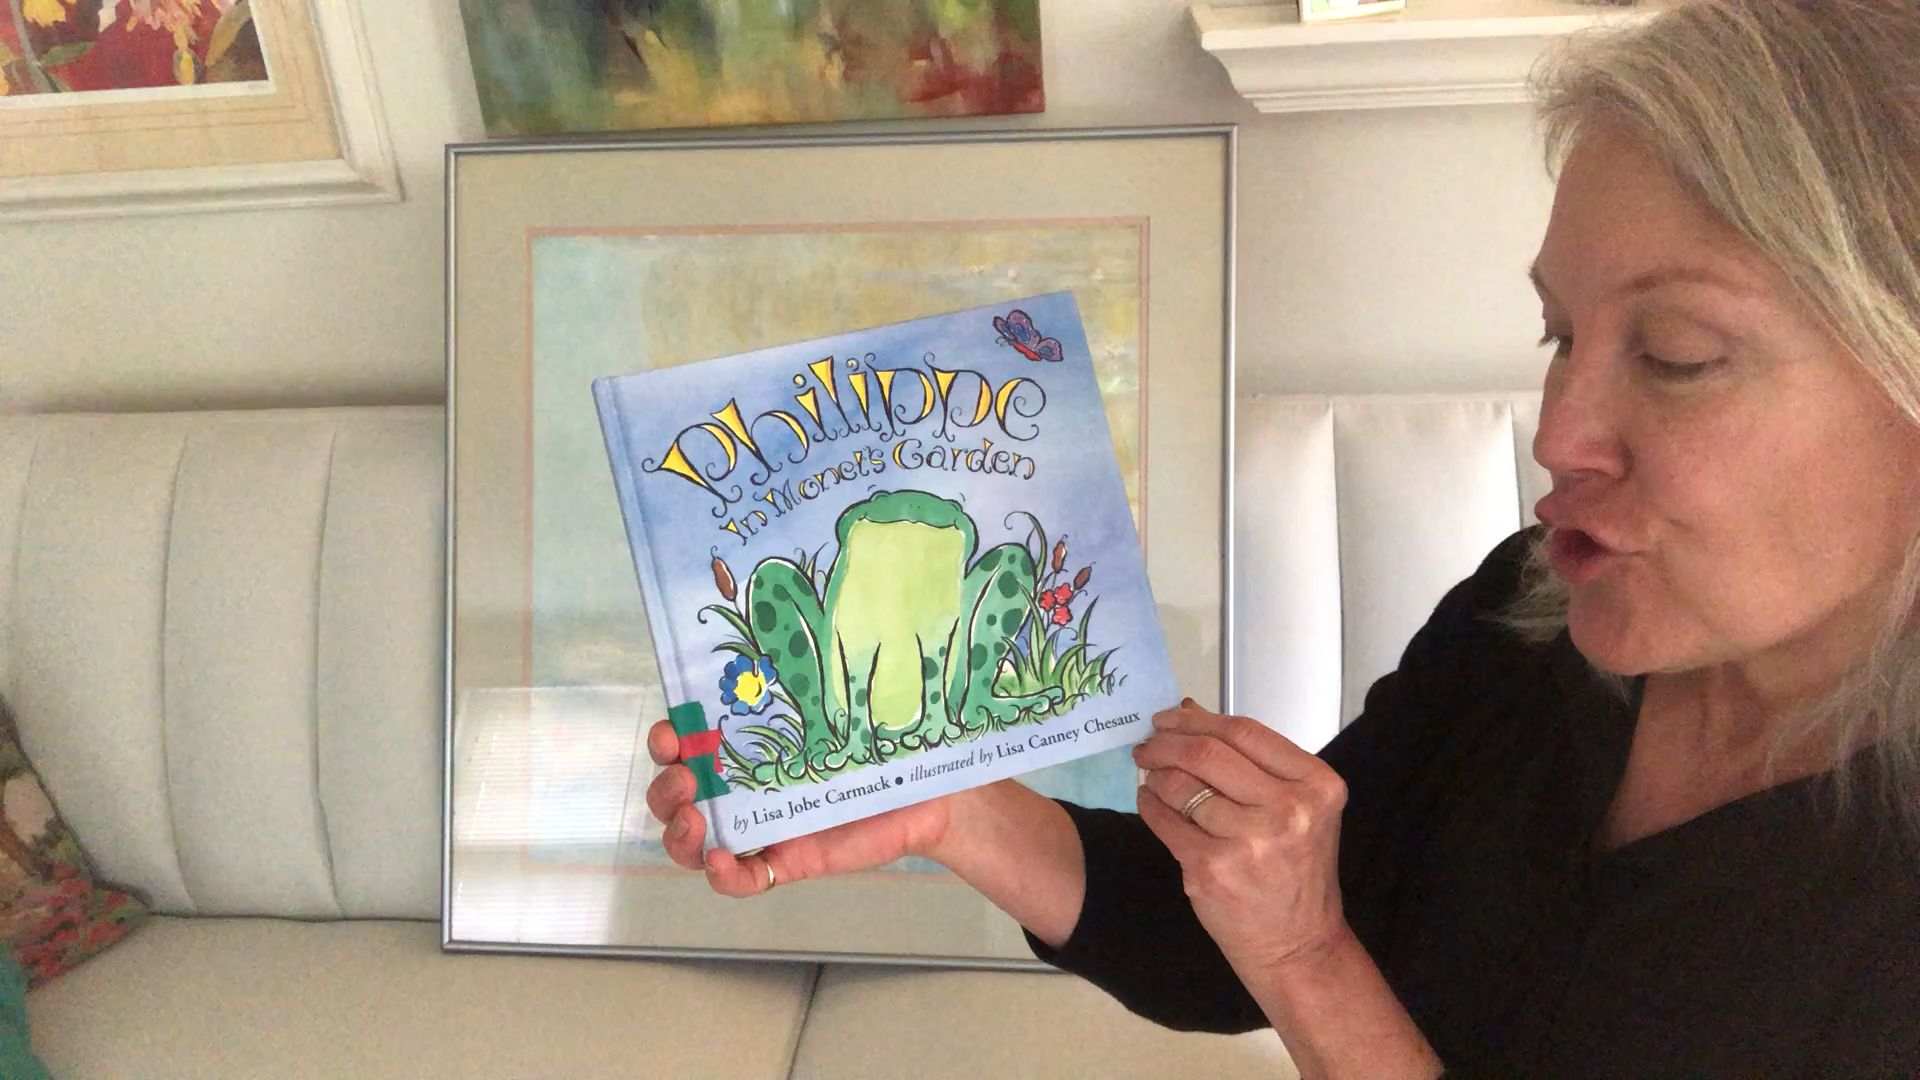 Philippe
in Monet's Garden
by Lisa Jobe Carmack • illustrated by Lisa Canney Chesaux